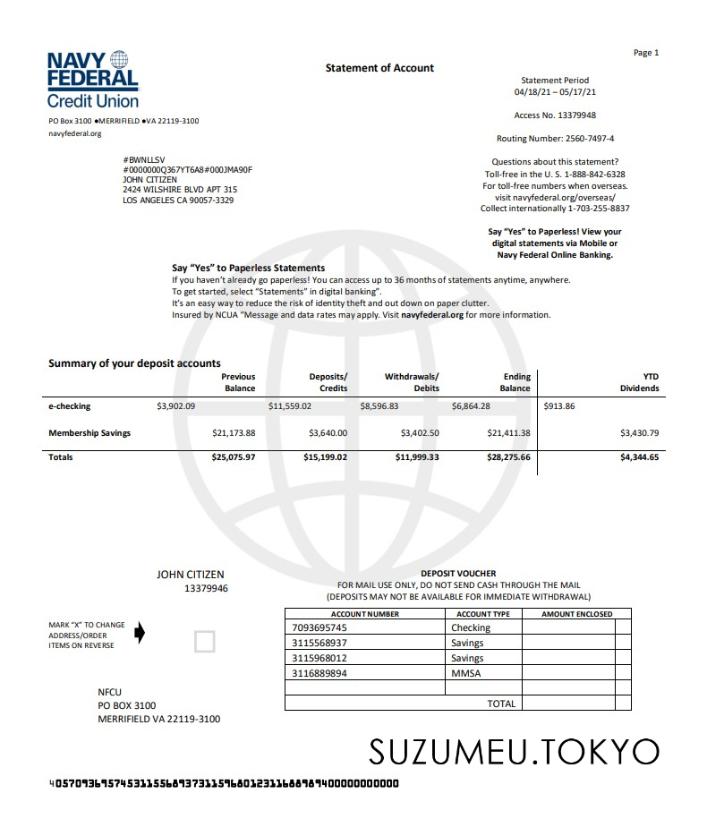 NAVY
FEDERAL
Credit Union
PO Box 3100 ●MERRIFIELD ●VA 22119-3100
navyfederal.org
Statement of Account
Page 1
Statement Period
04/18/21 – 05/17/21
Access No. 13379948
Routing Number: 2560-7497-4
Questions about this statement?
Toll-free in the U. S. 1-888-842-6328
For toll-free numbers when overseas.
visit navyfederal.org/overseas/
Collect internationally 1-703-255-8837
Say “Yes” to Paperless! View your
digital statements via Mobile or
Navy Federal Online Banking.
#BWNLLSV
#0000000Q367YT6A8#000JMA90F
JOHN CITIZEN
2424 WILSHIRE BLVD APT 315
LOS ANGELES CA 90057-3329
Say “Yes” to Paperless Statements
If you haven’t already go paperless! You can access up to 36 months of statements anytime, anywhere.
To get started, select “Statements” in digital banking”.
It’s an easy way to reduce the risk of identity theft and out down on paper clutter.
Insured by NCUA “Message and data rates may apply. Visit navyfederal.org for more information.
Summary of your deposit accounts
Previous Balance Deposits/ Credits Withdrawals/ Debits Ending Balance YTD Dividends
e-checking $3,902.09 $11,559.02 $8,596.83 $6,864.28 $913.86
Membership Savings $21,173.88 $3,640.00 $3,402.50 $21,411.38 $3,430.79
Totals $25,075.97 $15,199.02 $11,999.33 $28,275.66 $4,344.65
JOHN CITIZEN
13379946
MARK “X” TO CHANGE
ADDRESS/ORDER
ITEMS ON REVERSE
NFCU
PO BOX 3100
MERRIFIELD VA 22119-3100
DEPOSIT VOUCHER
FOR MAIL USE ONLY, DO NOT SEND CASH THROUGH THE MAIL
(DEPOSITS MAY NOT BE AVAILABLE FOR IMMEDIATE WITHDRAWAL)
ACCOUNT NUMBER ACCOUNT TYPE AMOUNT ENCLOSED
7093695745 Checking
3115568937 Savings
3115968012 Savings
3116889894 MMSA
TOTAL
SUZUMEU.TOKYO
405709369574531155689373115968012311688989400000000000